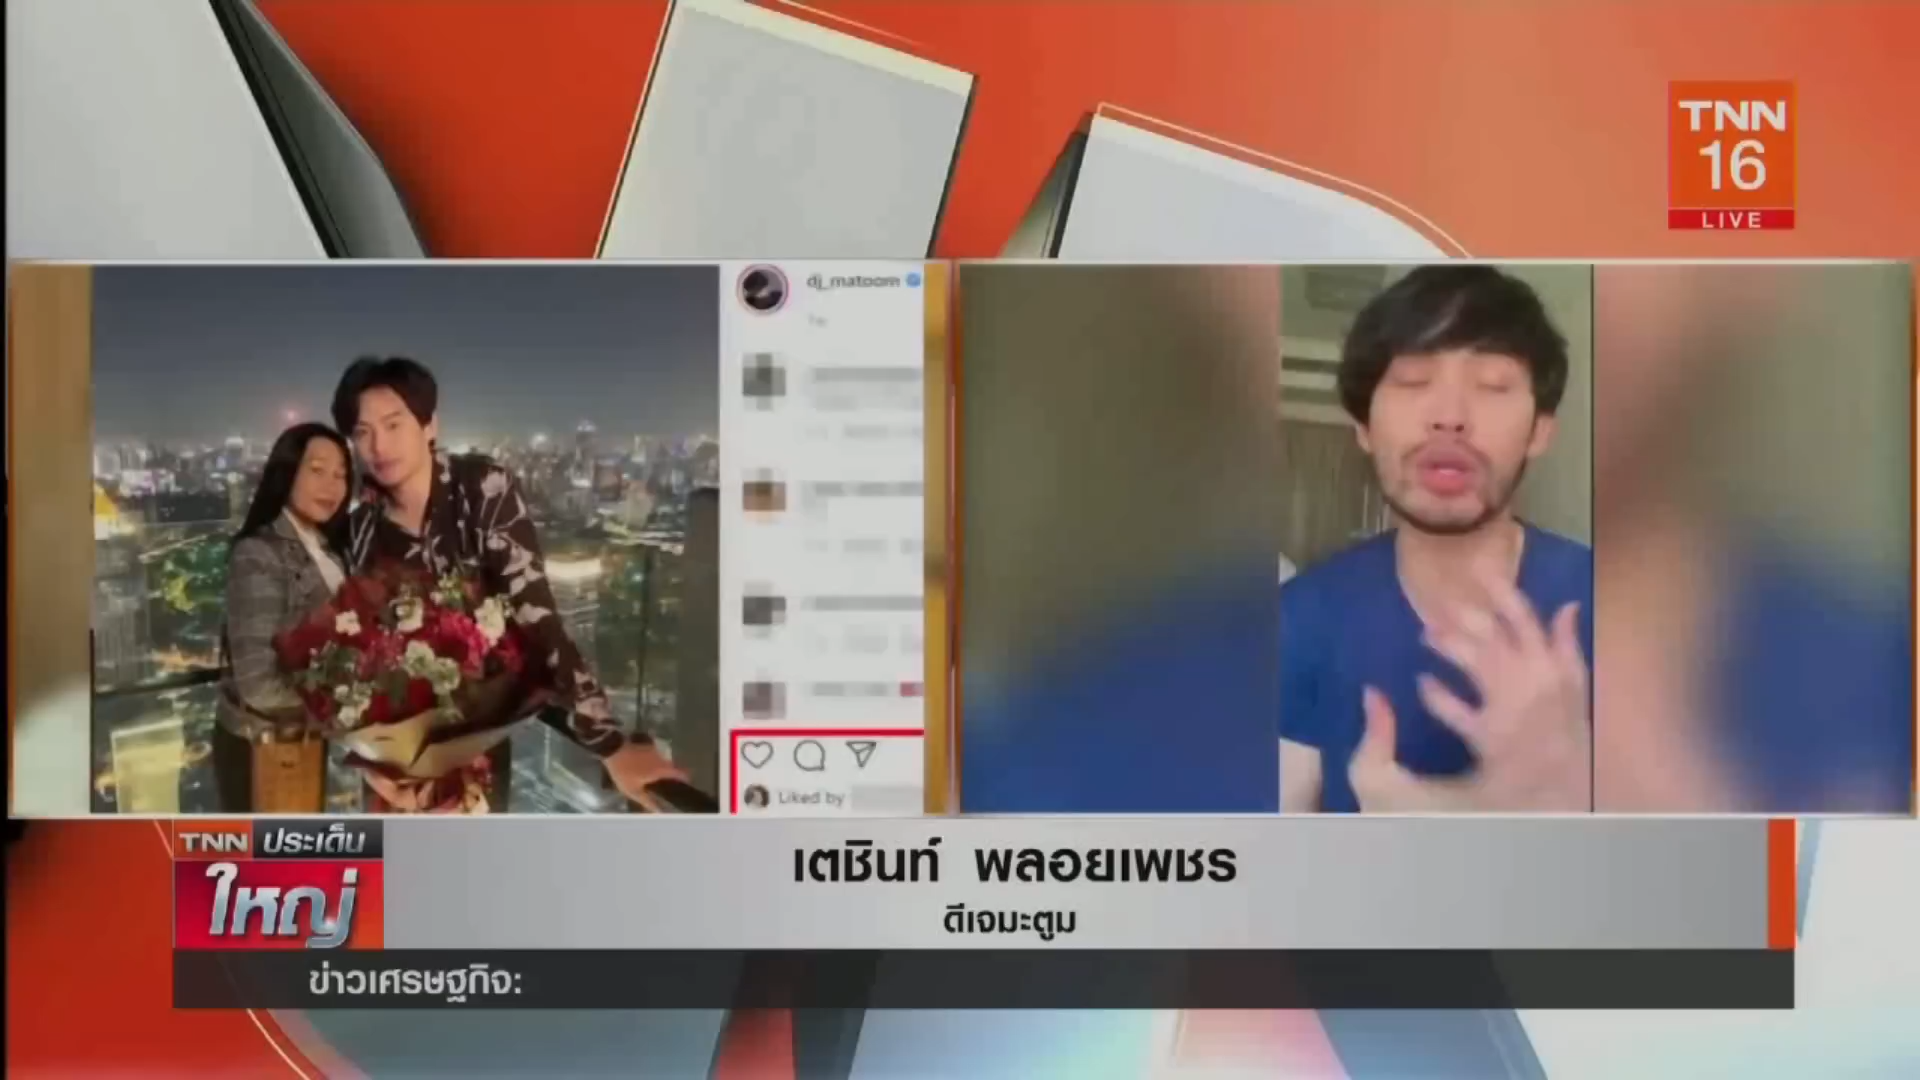 TNN
16
LIVE
dj_matoom
Liked by
TNN ประเด็น
ใหญ่
เตชินท์ พลอยเพชร
ดีเจมะตูม
ข่าวเศรษฐกิจ: